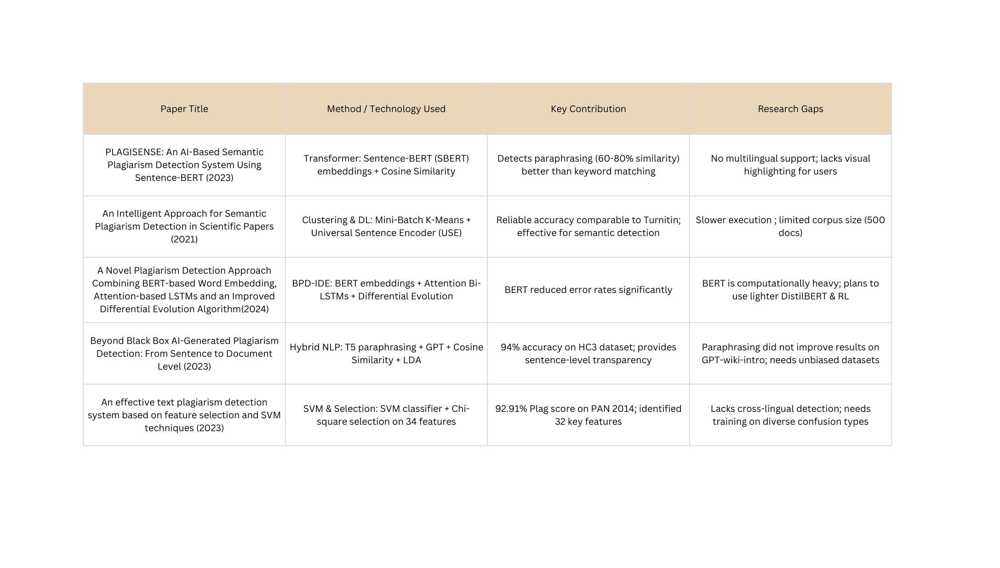 Paper Title
Method / Technology Used
Key Contribution
Research Gaps
PLAGISENSE: An AI-Based Semantic
Plagiarism Detection System Using
Sentence-BERT (2023)
Transformer: Sentence-BERT (SBERT)
embeddings + Cosine Similarity
Detects paraphrasing (60-80% similarity)
better than keyword matching
No multilingual support; lacks visual
highlighting for users
An Intelligent Approach for Semantic
Plagiarism Detection in Scientific Papers
(2021)
Clustering & DL: Mini-Batch K-Means +
Universal Sentence Encoder (USE)
Reliable accuracy comparable to Turnitin;
effective for semantic detection
Slower execution ; limited corpus size (500
docs)
A Novel Plagiarism Detection Approach
Combining BERT-based Word Embedding,
Attention-based LSTMs and an Improved
Differential Evolution Algorithm(2024)
BPD-IDE: BERT embeddings + Attention Bi-
LSTMs + Differential Evolution
BERT reduced error rates significantly
BERT is computationally heavy; plans to
use lighter DistilBERT & RL
Beyond Black Box AI-Generated Plagiarism
Detection: From Sentence to Document
Level (2023)
Hybrid NLP: T5 paraphrasing + GPT + Cosine
Similarity + LDA
94% accuracy on HC3 dataset; provides
sentence-level transparency
Paraphrasing did not improve results on
GPT-wiki-intro; needs unbiased datasets
An effective text plagiarism detection
system based on feature selection and SVM
techniques (2023)
SVM & Selection: SVM classifier + Chi-
square selection on 34 features
92.91% Plag score on PAN 2014; identified
32 key features
Lacks cross-lingual detection; needs
training on diverse confusion types